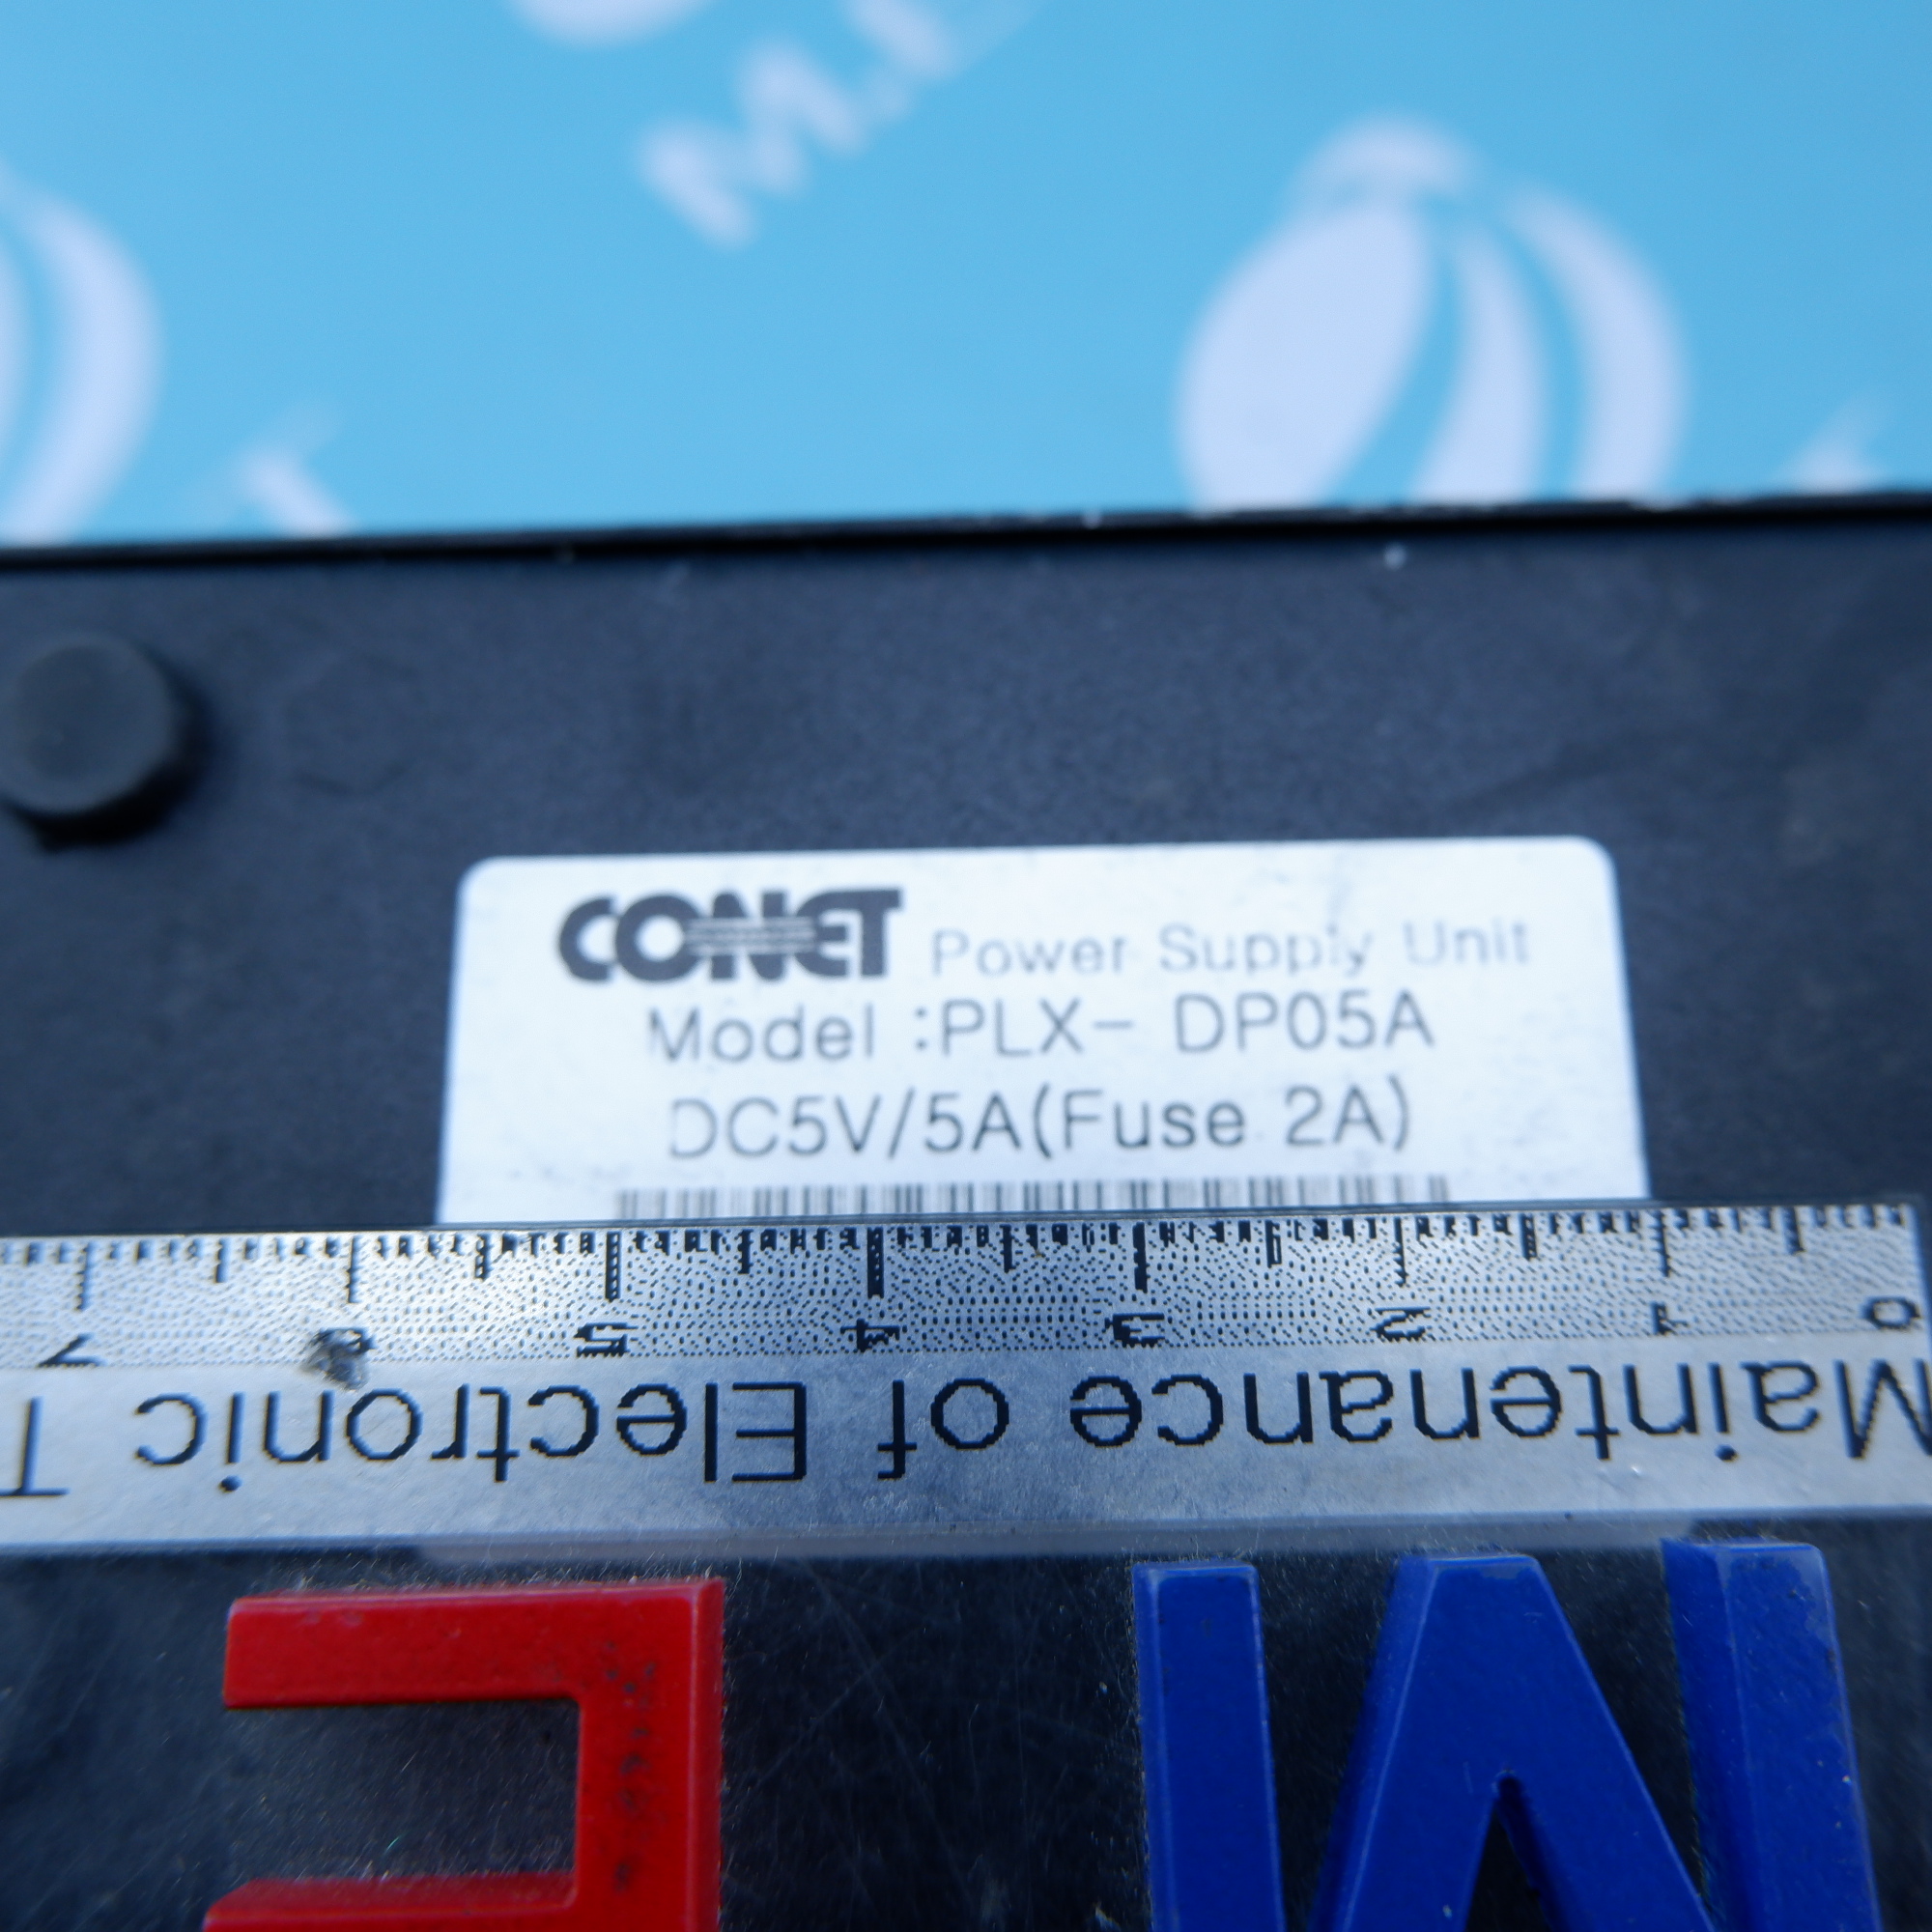 M.E
T
CONET Power Supply Unit
Model :PLX- DP05A
DC5V/5A(Fuse 2A)
0 1 2 3 4 5 6 7
Maintenance of Electronic T
M E